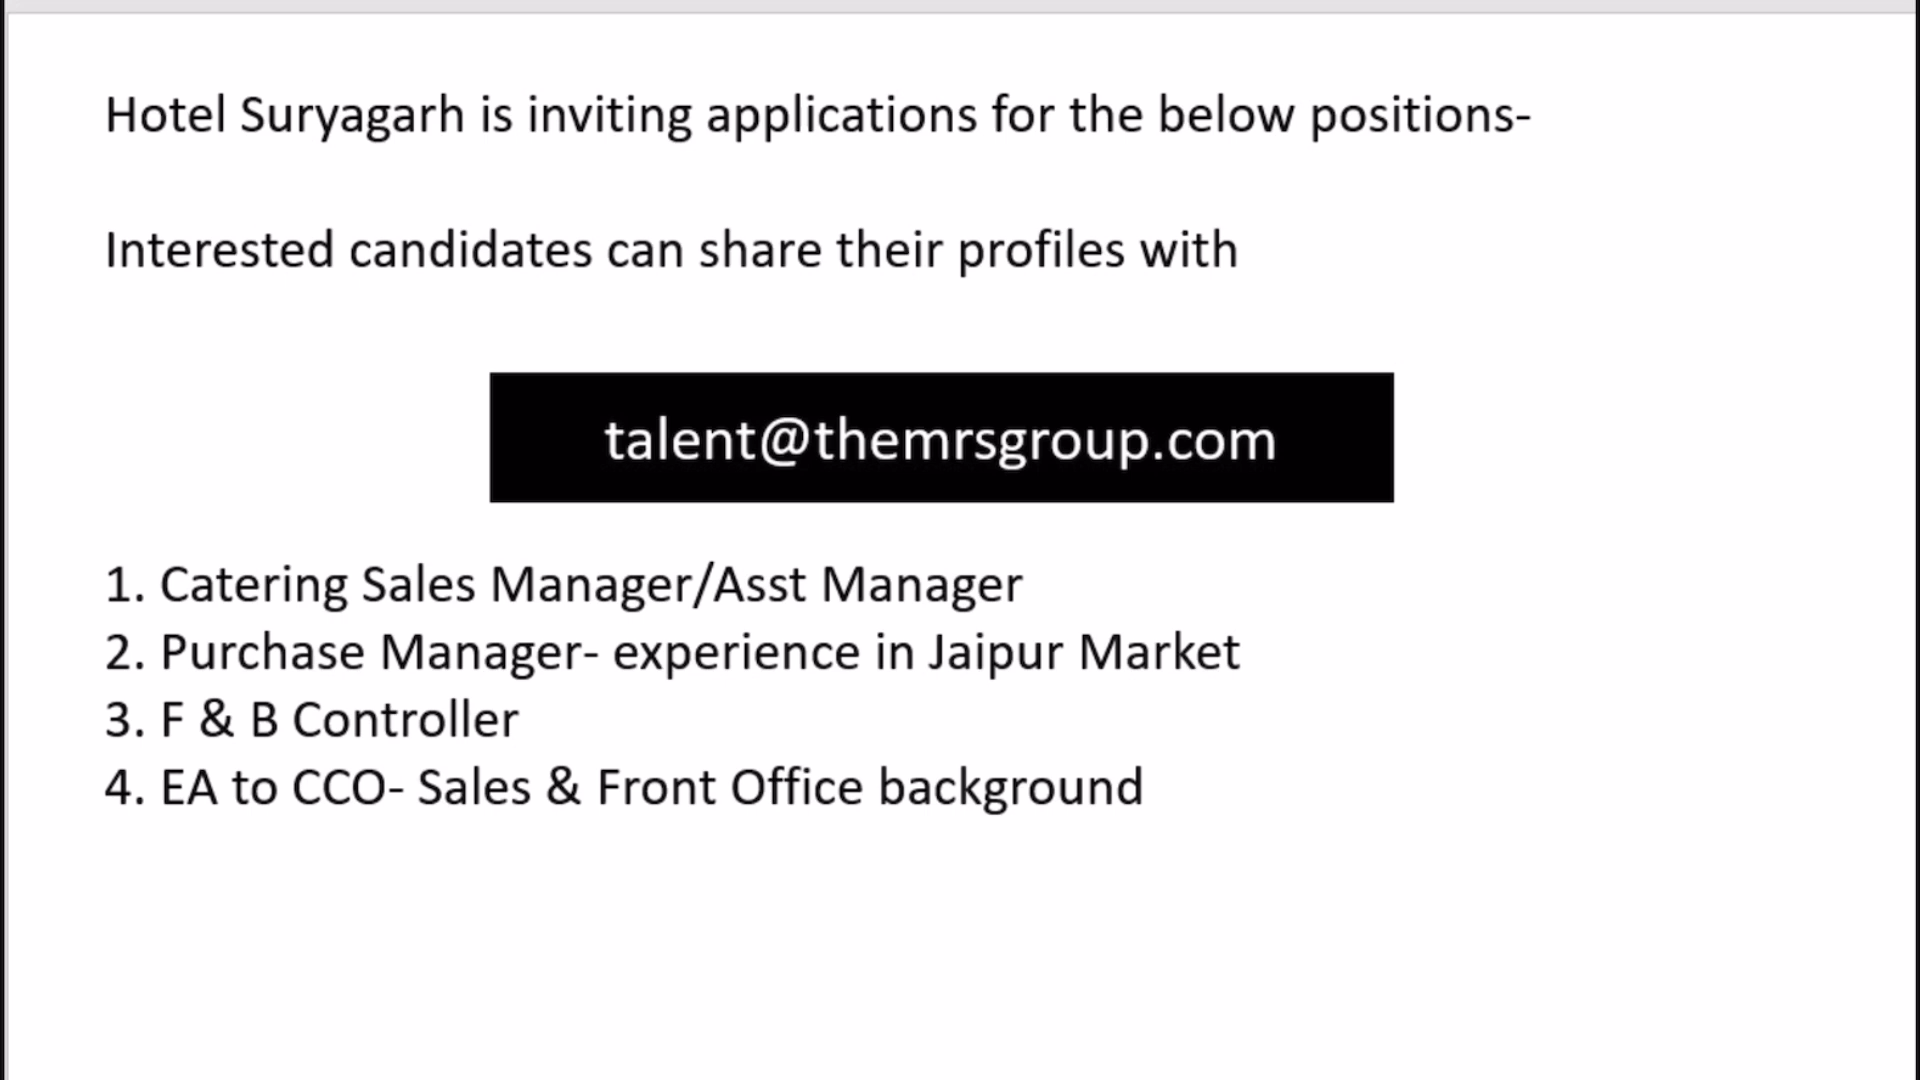 Hotel Suryagarh is inviting applications for the below positions-
Interested candidates can share their profiles with
talent@themrsgroup.com
1. Catering Sales Manager/Asst Manager
2. Purchase Manager- experience in Jaipur Market
3. F & B Controller
4. EA to CCO- Sales & Front Office background